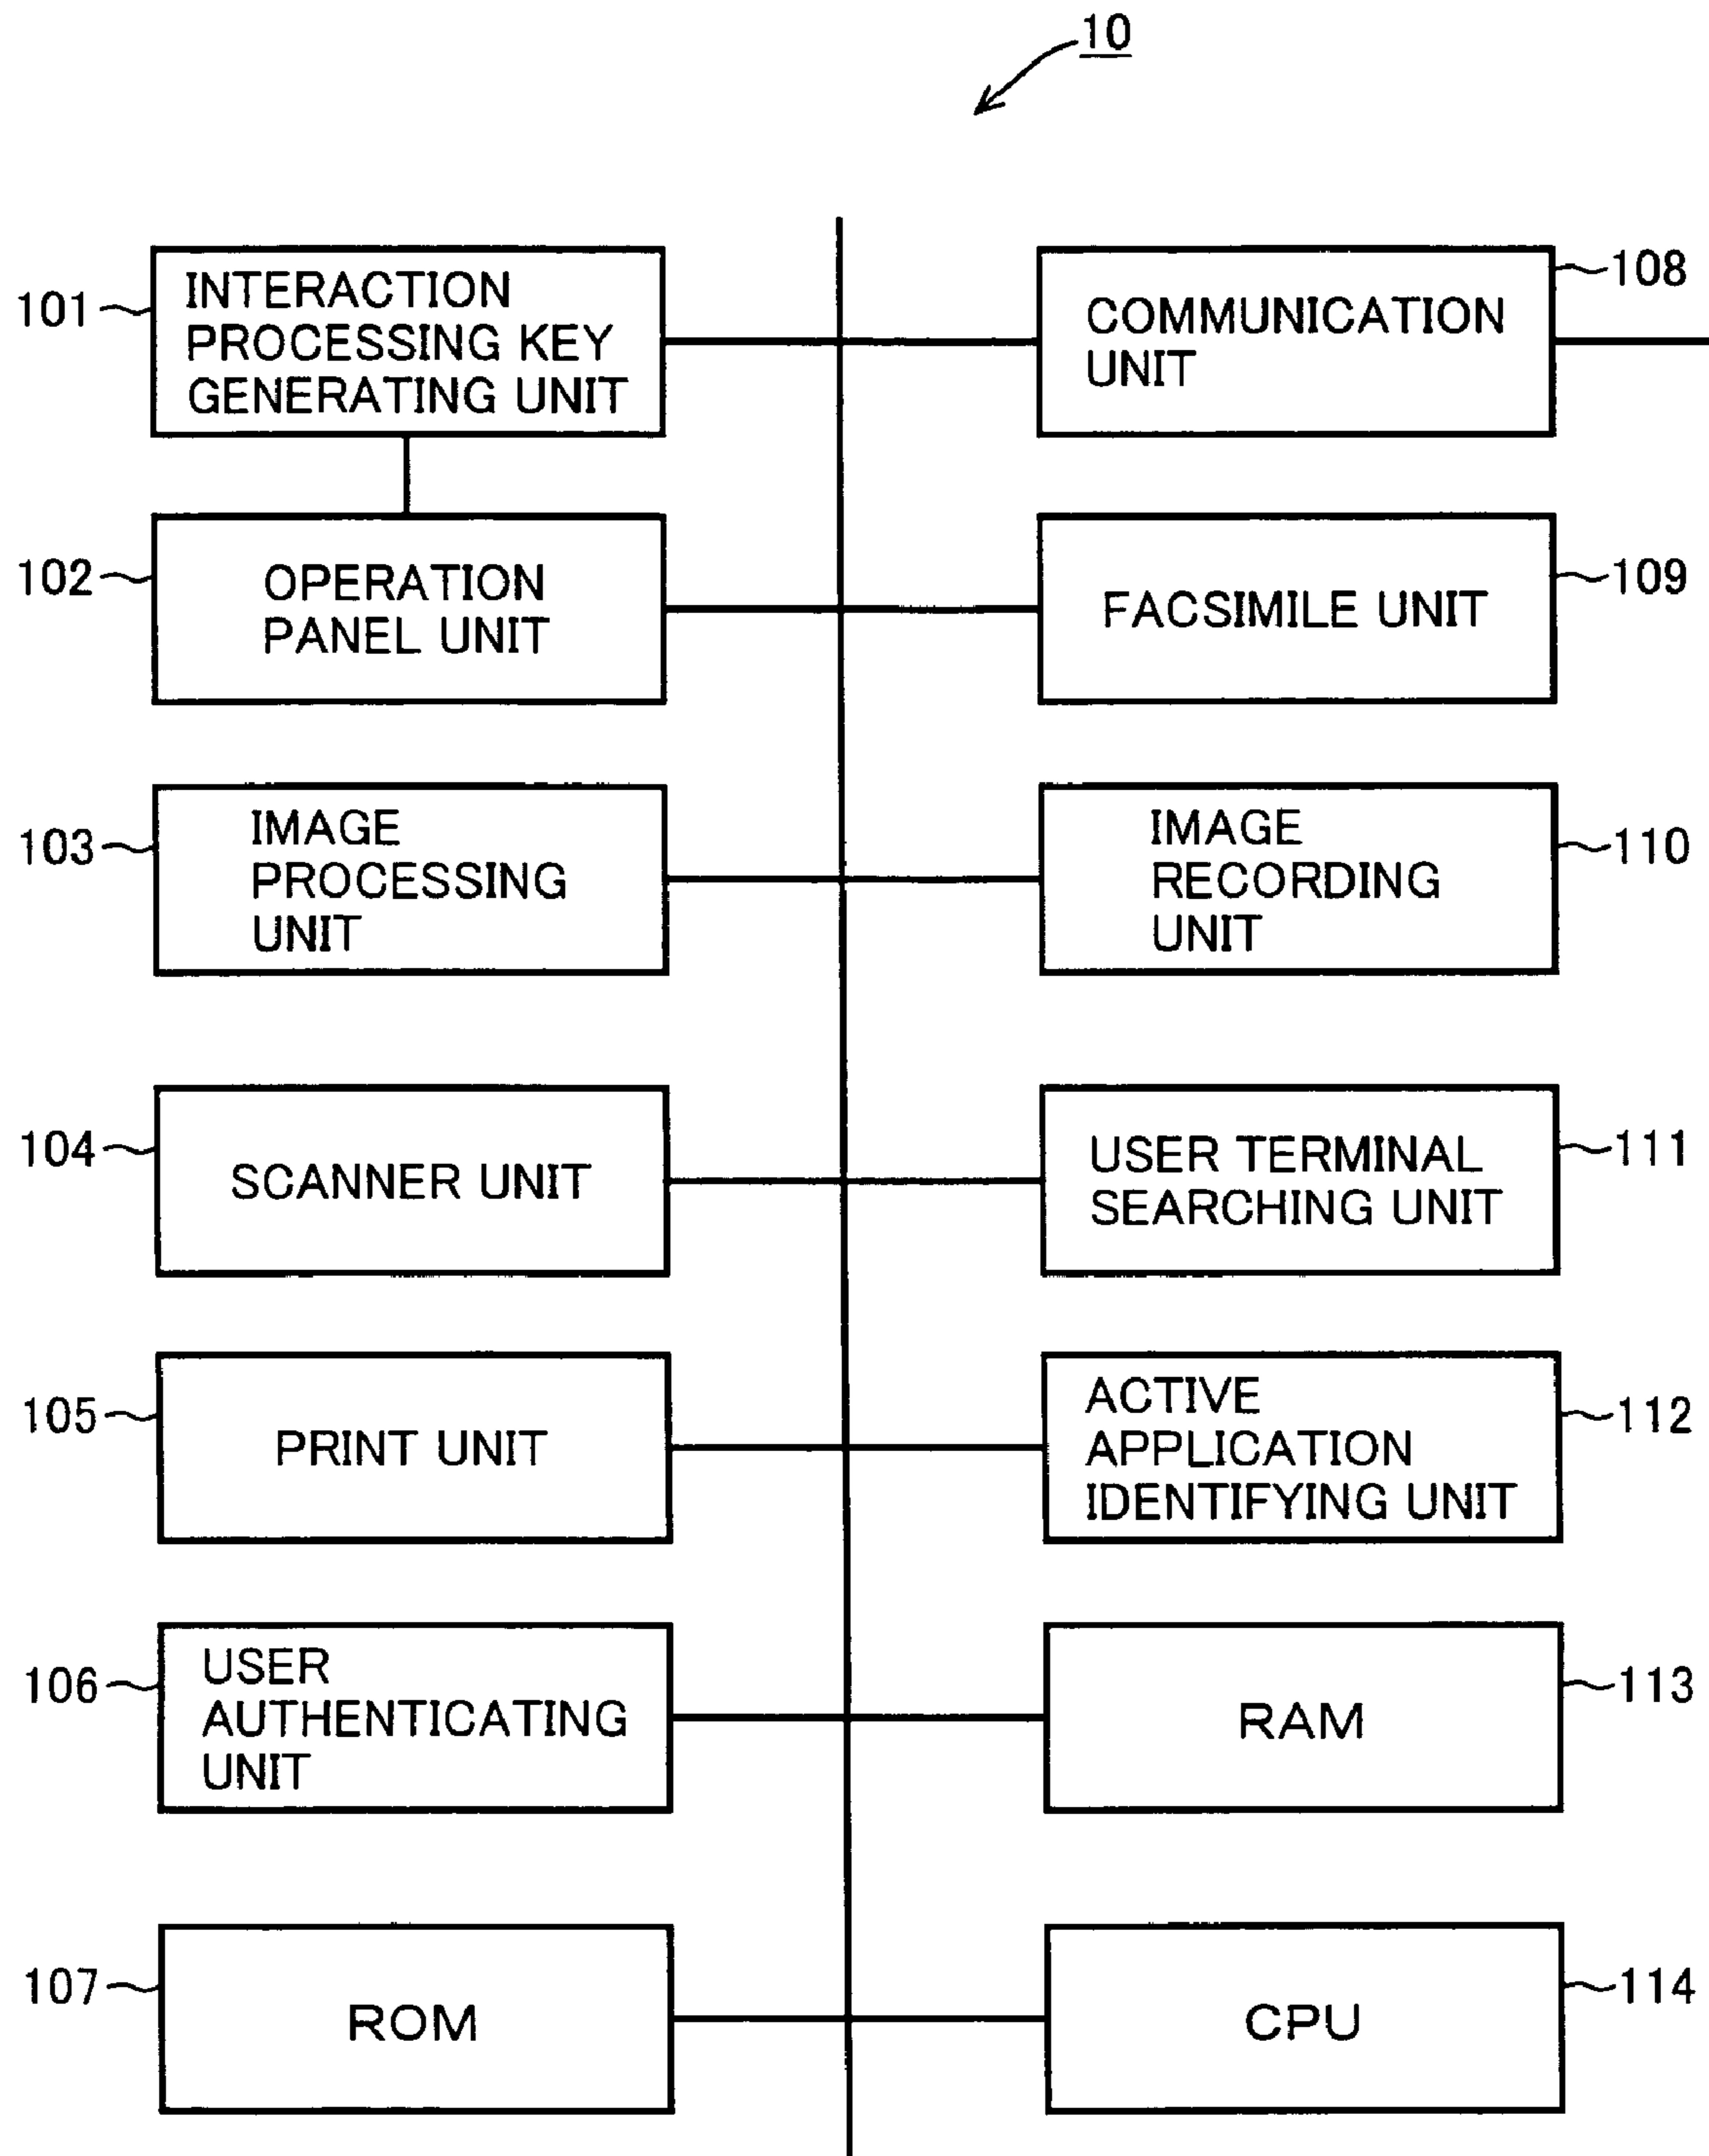 10
101
INTERACTION
PROCESSING KEY
GENERATING UNIT
COMMUNICATION
UNIT
108
102
OPERATION
PANEL UNIT
FACSIMILE UNIT
109
103
IMAGE
PROCESSING
UNIT
IMAGE
RECORDING
UNIT
110
104
SCANNER UNIT
USER TERMINAL
SEARCHING UNIT
111
105
PRINT UNIT
ACTIVE
APPLICATION
IDENTIFYING UNIT
112
106
USER
AUTHENTICATING
UNIT
RAM
113
107
ROM
CPU
114